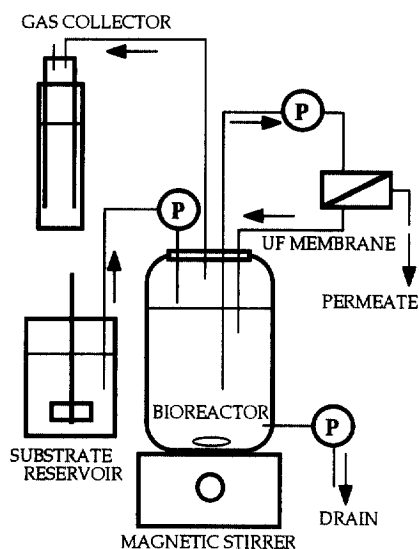 GAS COLLECTOR
P
P
UF MEMBRANE
PERMEATE
BIOREACTOR
P
SUBSTRATE
RESERVOIR
DRAIN
MAGNETIC STIRRER